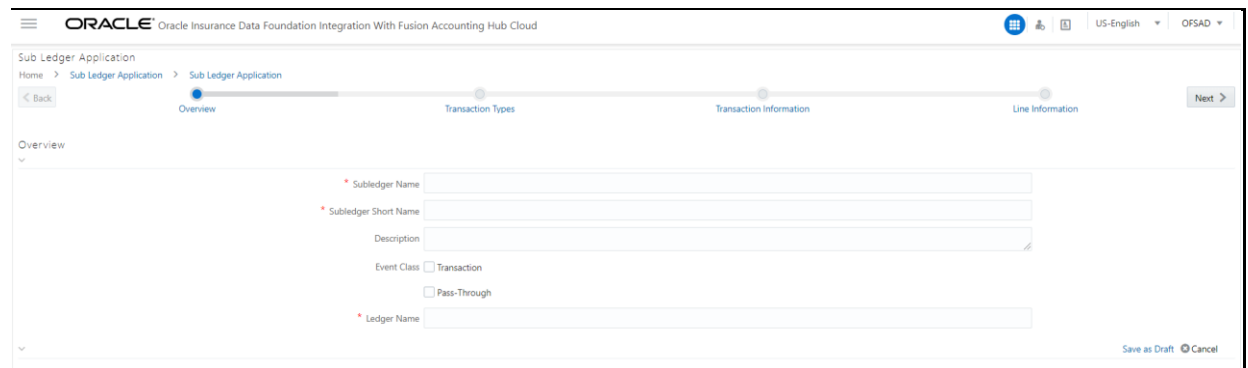 ORACLE® Oracle Insurance Data Foundation Integration With Fusion Accounting Hub Cloud US-English OFSAD
Sub Ledger Application
Home > Sub Ledger Application > Sub Ledger Application
< Back Next >
Overview Transaction Types Transaction Information Line Information
Overview
* Subledger Name
* Subledger Short Name
Description
Event Class Transaction
Pass-Through
* Ledger Name
Save as Draft Cancel